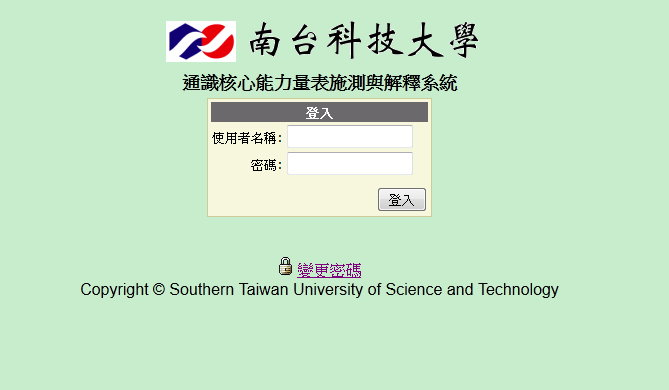 南台科技大學
通識核心能力量表施測與解釋系統
登入
使用者名稱:
密碼:
登入
變更密碼
Copyright © Southern Taiwan University of Science and Technology